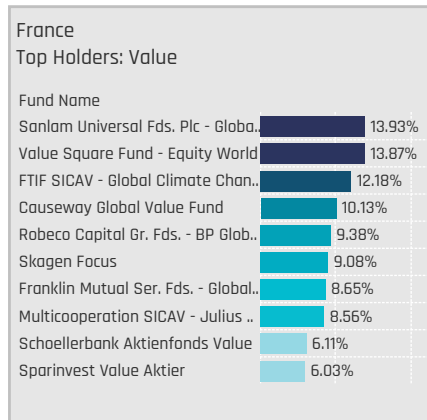 France
Top Holders: Value
Fund Name
Sanlam Universal Fds. Plc - Globa.. 13.93%
Value Square Fund - Equity World 13.87%
FTIF SICAV - Global Climate Chan.. 12.18%
Causeway Global Value Fund 10.13%
Robeco Capital Gr. Fds. - BP Glob.. 9.38%
Skagen Focus 9.08%
Franklin Mutual Ser. Fds. - Global.. 8.65%
Multicooperation SICAV - Julius .. 8.56%
Schoellerbank Aktienfonds Value 6.11%
Sparinvest Value Aktier 6.03%